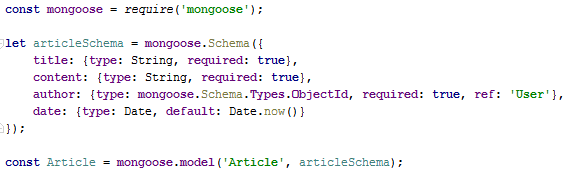 const mongoose = require('mongoose');
let articleSchema = mongoose.Schema({
    title: {type: String, required: true},
    content: {type: String, required: true},
    author: {type: mongoose.Schema.Types.ObjectId, required: true, ref: 'User'},
    date: {type: Date, default: Date.now()}
});
const Article = mongoose.model('Article', articleSchema);